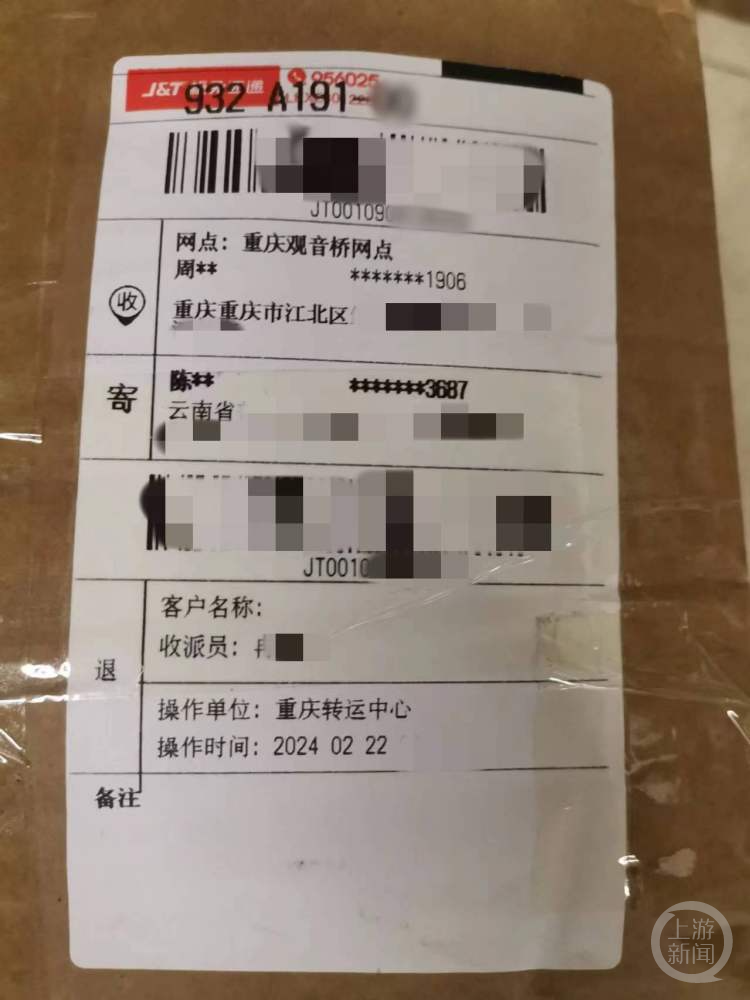 J&T 956025
932 A191
JT001090
网点：重庆观音桥网点
周** *******1906
收
重庆重庆市江北区
寄
陈** *******3687
云南省
JT0010
客户名称：
收派员：
退
操作单位：重庆转运中心
操作时间：2024 02 22
备注
上游新闻